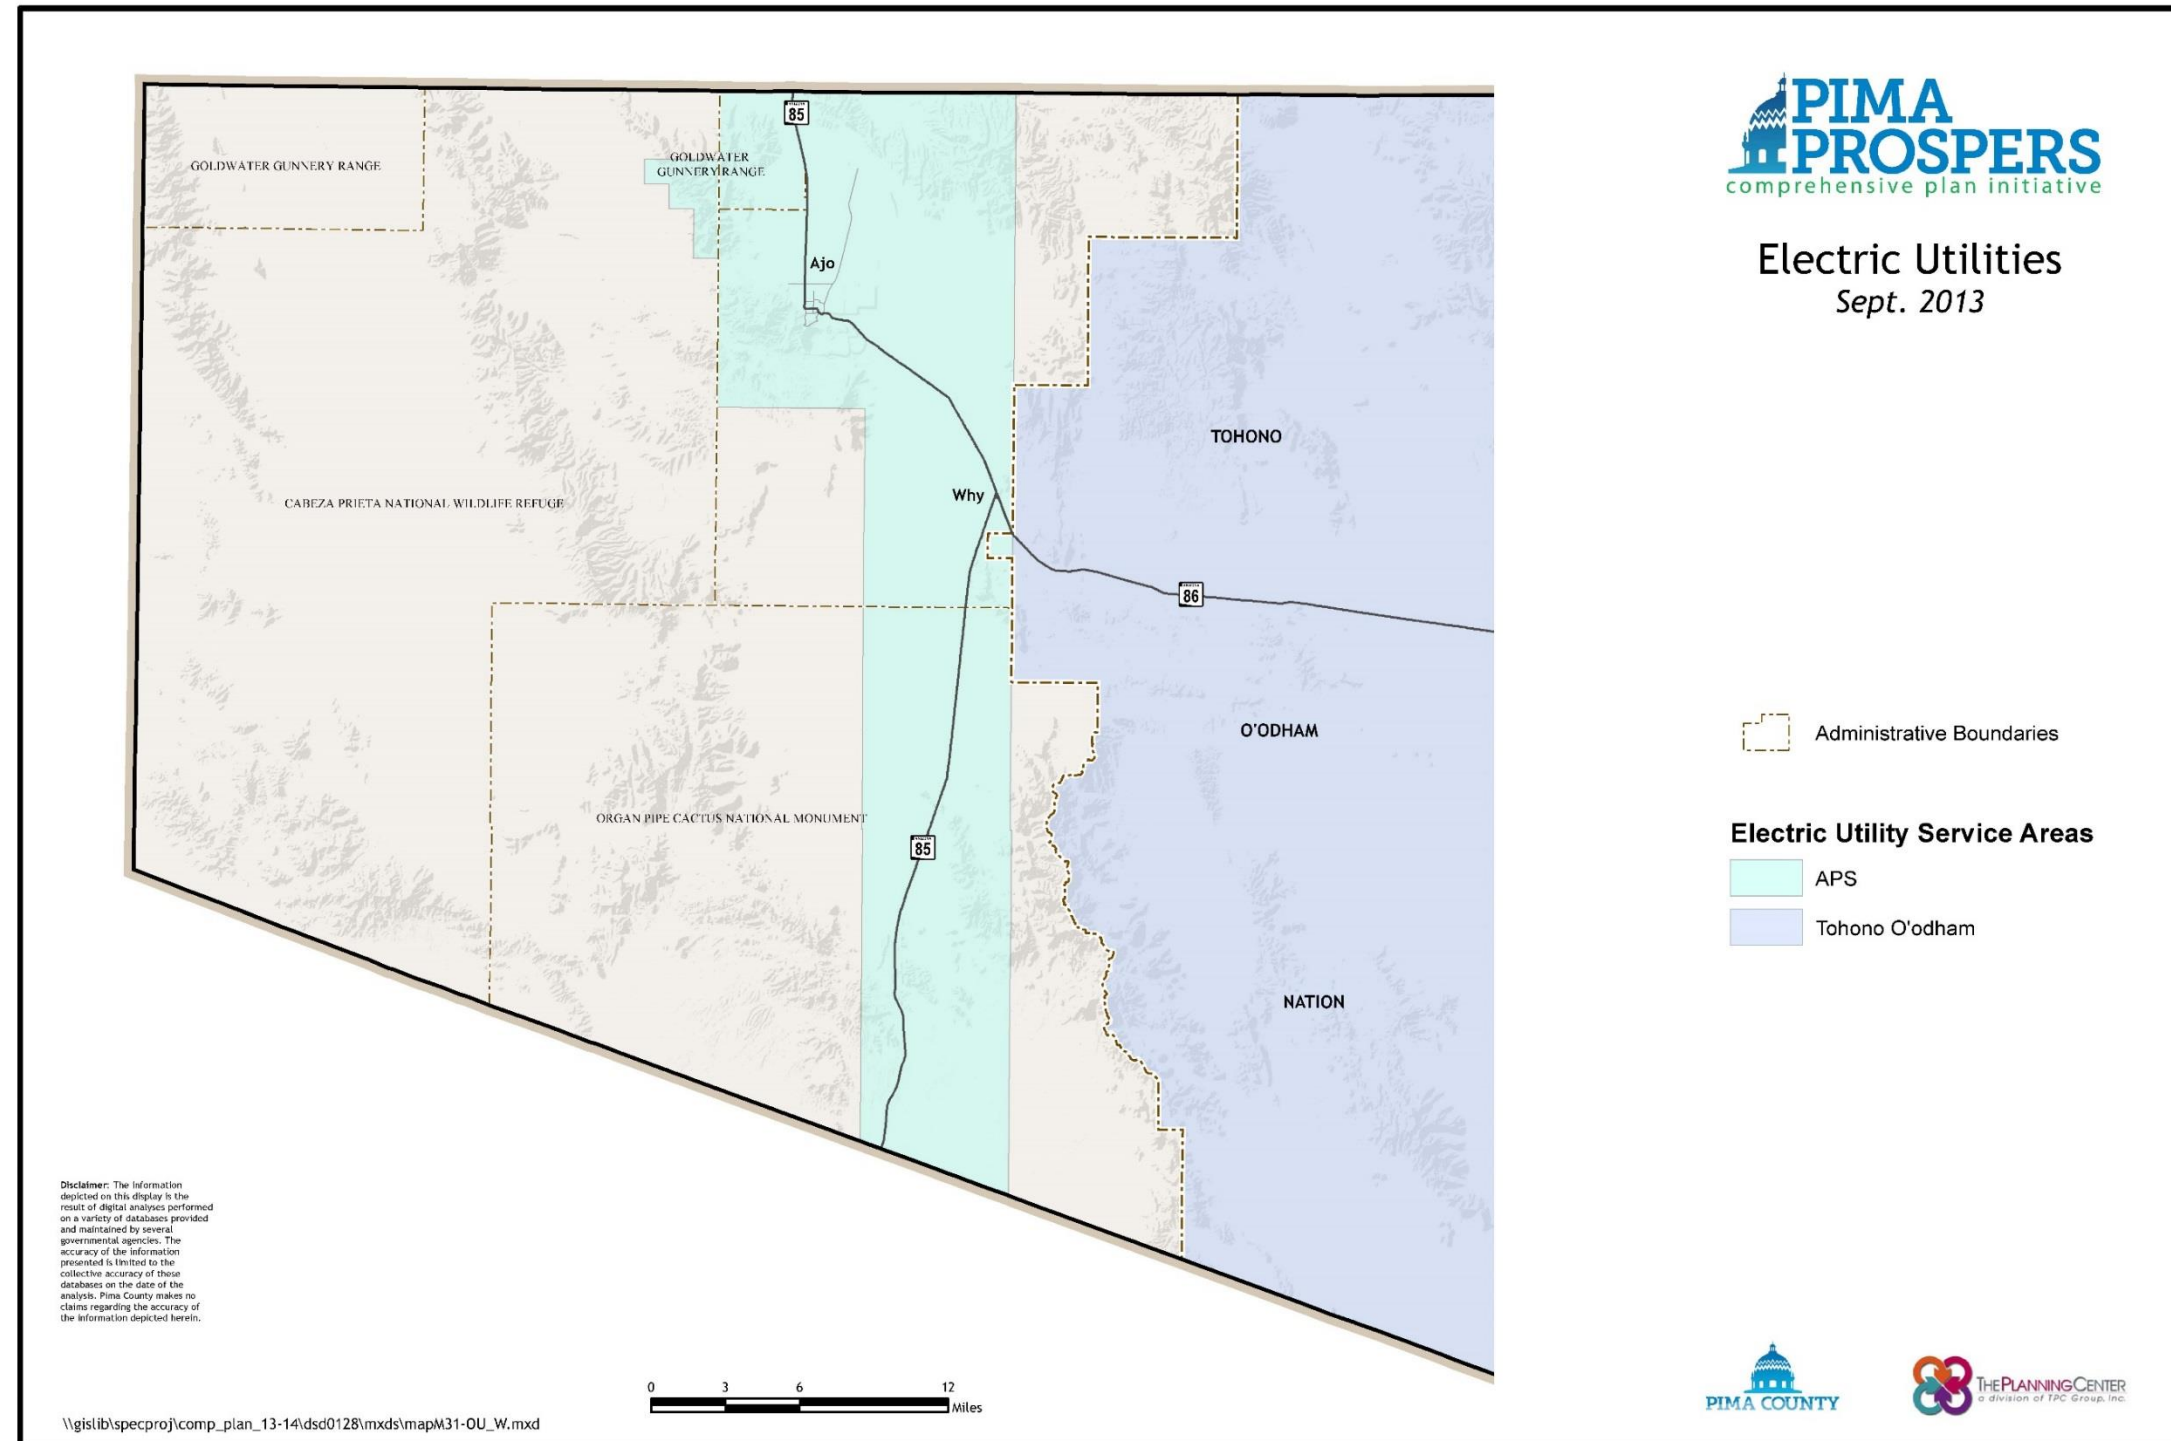 PIMA
PROSPERS
comprehensive plan initiative
Electric Utilities
Sept. 2013
85
GOLDWATER GUNNERY RANGE
GOLDWATER
GUNNERY RANGE
Ajo
TOHONO
Why
CABEZA PRIETA NATIONAL WILDLIFE REFUGE
86
O'ODHAM
ORGAN PIPE CACTUS NATIONAL MONUMENT
85
NATION
Administrative Boundaries
Electric Utility Service Areas
APS
Tohono O'odham
Disclaimer: The information
depicted on this display is the
result of digital analyses performed
on a variety of databases provided
and maintained by several
governmental agencies. The
accuracy of the information
presented is limited to the
collective accuracy of these
databases on the date of the
analysis. Pima County makes no
claims regarding the accuracy of
the information depicted herein.
0 3 6 12
Miles
\\gislib\specproj\comp_plan_13-14\dsd0128\mxds\mapM31-OU_W.mxd
PIMA COUNTY
THE PLANNING CENTER
a division of TPC Group, Inc.